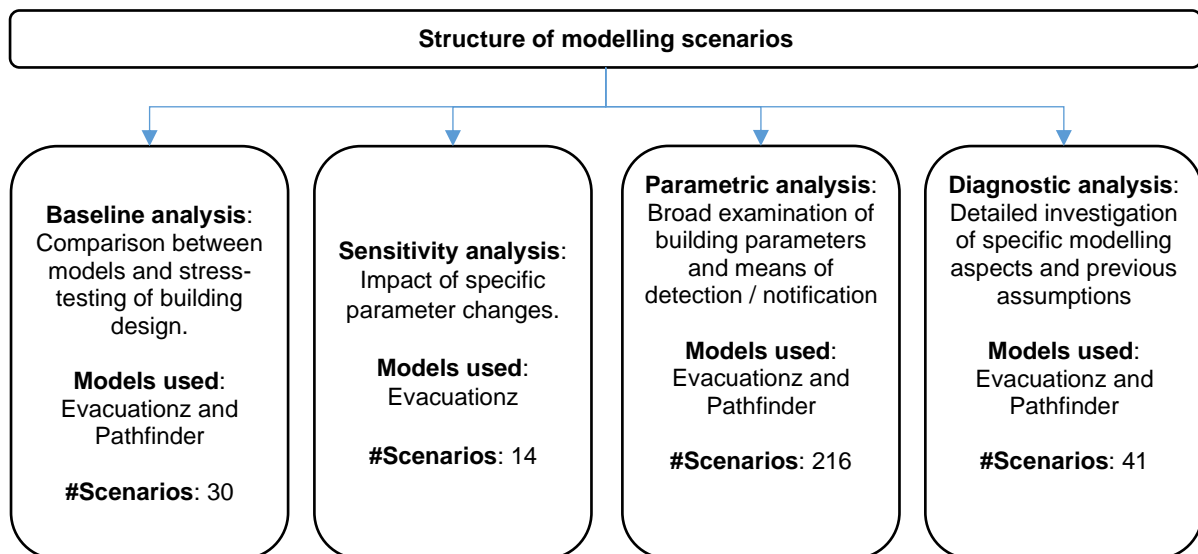 Structure of modelling scenarios
Baseline analysis:
Comparison between
models and stress-
testing of building
design.
Models used:
Evacuationz and
Pathfinder
#Scenarios: 30
Sensitivity analysis:
Impact of specific
parameter changes.
Models used:
Evacuationz
#Scenarios: 14
Parametric analysis:
Broad examination of
building parameters
and means of
detection / notification
Models used:
Evacuationz and
Pathfinder
#Scenarios: 216
Diagnostic analysis:
Detailed investigation
of specific modelling
aspects and previous
assumptions
Models used:
Evacuationz and
Pathfinder
#Scenarios: 41